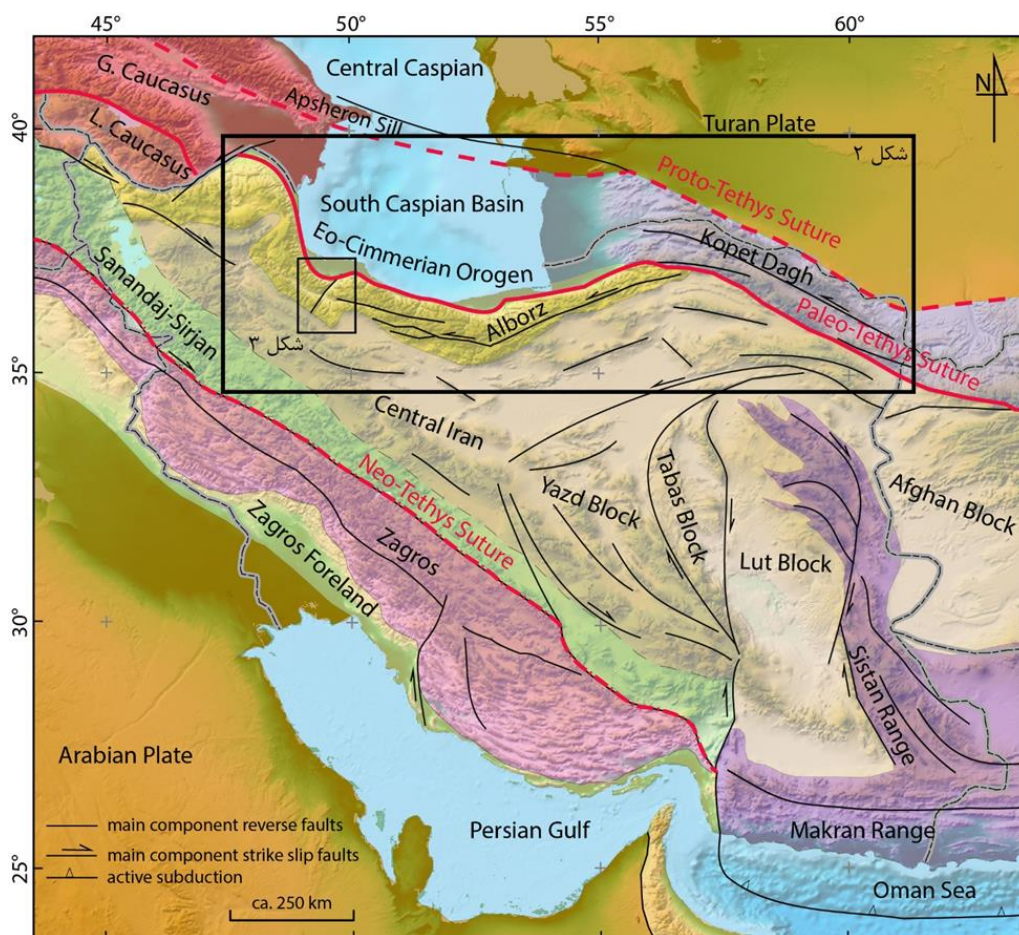 45°
50°
55°
60°
40°
35°
30°
25°
G. Caucasus
L. Caucasus
Central Caspian
Apsheron Sill
Turan Plate
N
شکل ۲
Proto-Tethys Suture
South Caspian Basin
Eo-Cimmerian Orogen
Kopet Dagh
Sanandaj-Sirjan
Alborz
Paleo-Tethys Suture
شکل ۳
Central Iran
Neo-Tethys Suture
Yazd Block
Tabas Block
Lut Block
Afghan Block
Zagros
Zagros Foreland
Sistan Range
Arabian Plate
Persian Gulf
Makran Range
Oman Sea
main component reverse faults
main component strike slip faults
active subduction
ca. 250 km